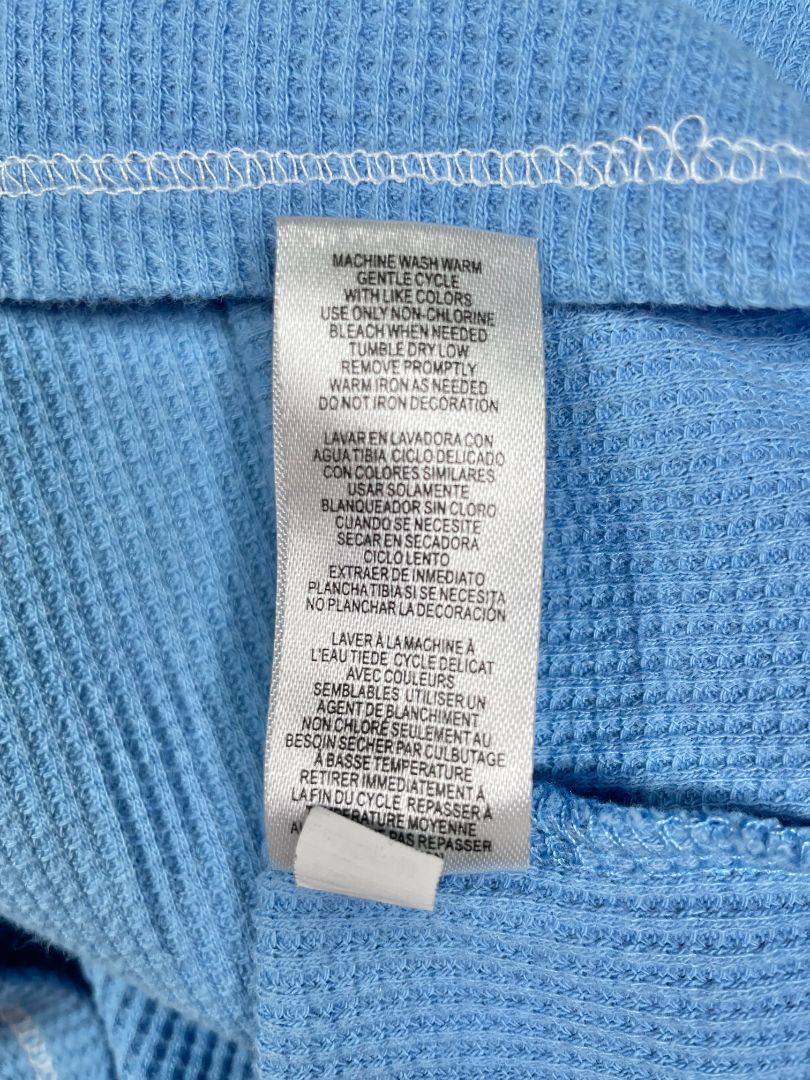 MACHINE WASH WARM
GENTLE CYCLE
WITH LIKE COLORS
USE ONLY NON-CHLORINE
BLEACH WHEN NEEDED
TUMBLE DRY LOW
REMOVE PROMPTLY
WARM IRON AS NEEDED
DO NOT IRON DECORATION
LAVAR EN LAVADORA CON
AGUA TIBIA CICLO DELICADO
CON COLORES SIMILARES
USAR SOLAMENTE
BLANQUEADOR SIN CLORO
CUANDO SE NECESITE
SECAR EN SECADORA
CICLO LENTO
EXTRAER DE INMEDIATO
PLANCHA TIBIA SI SE NECESITA
NO PLANCHAR LA DECORACIÓN
LAVER À LA MACHINE À
L'EAU TIEDE CYCLE DELICAT
AVEC COULEURS
SEMBLABLES UTILISER UN
AGENT DE BLANCHIMENT
NON CHLORÉ SEULEMENT AU
BESOIN SECHER PAR CULBUTAGE
À BASSE TEMPERATURE
RETIRER IMMEDIATEMENT A
LA FIN DU CYCLE REPASSER À
MOYENNE
PAS REPASSER